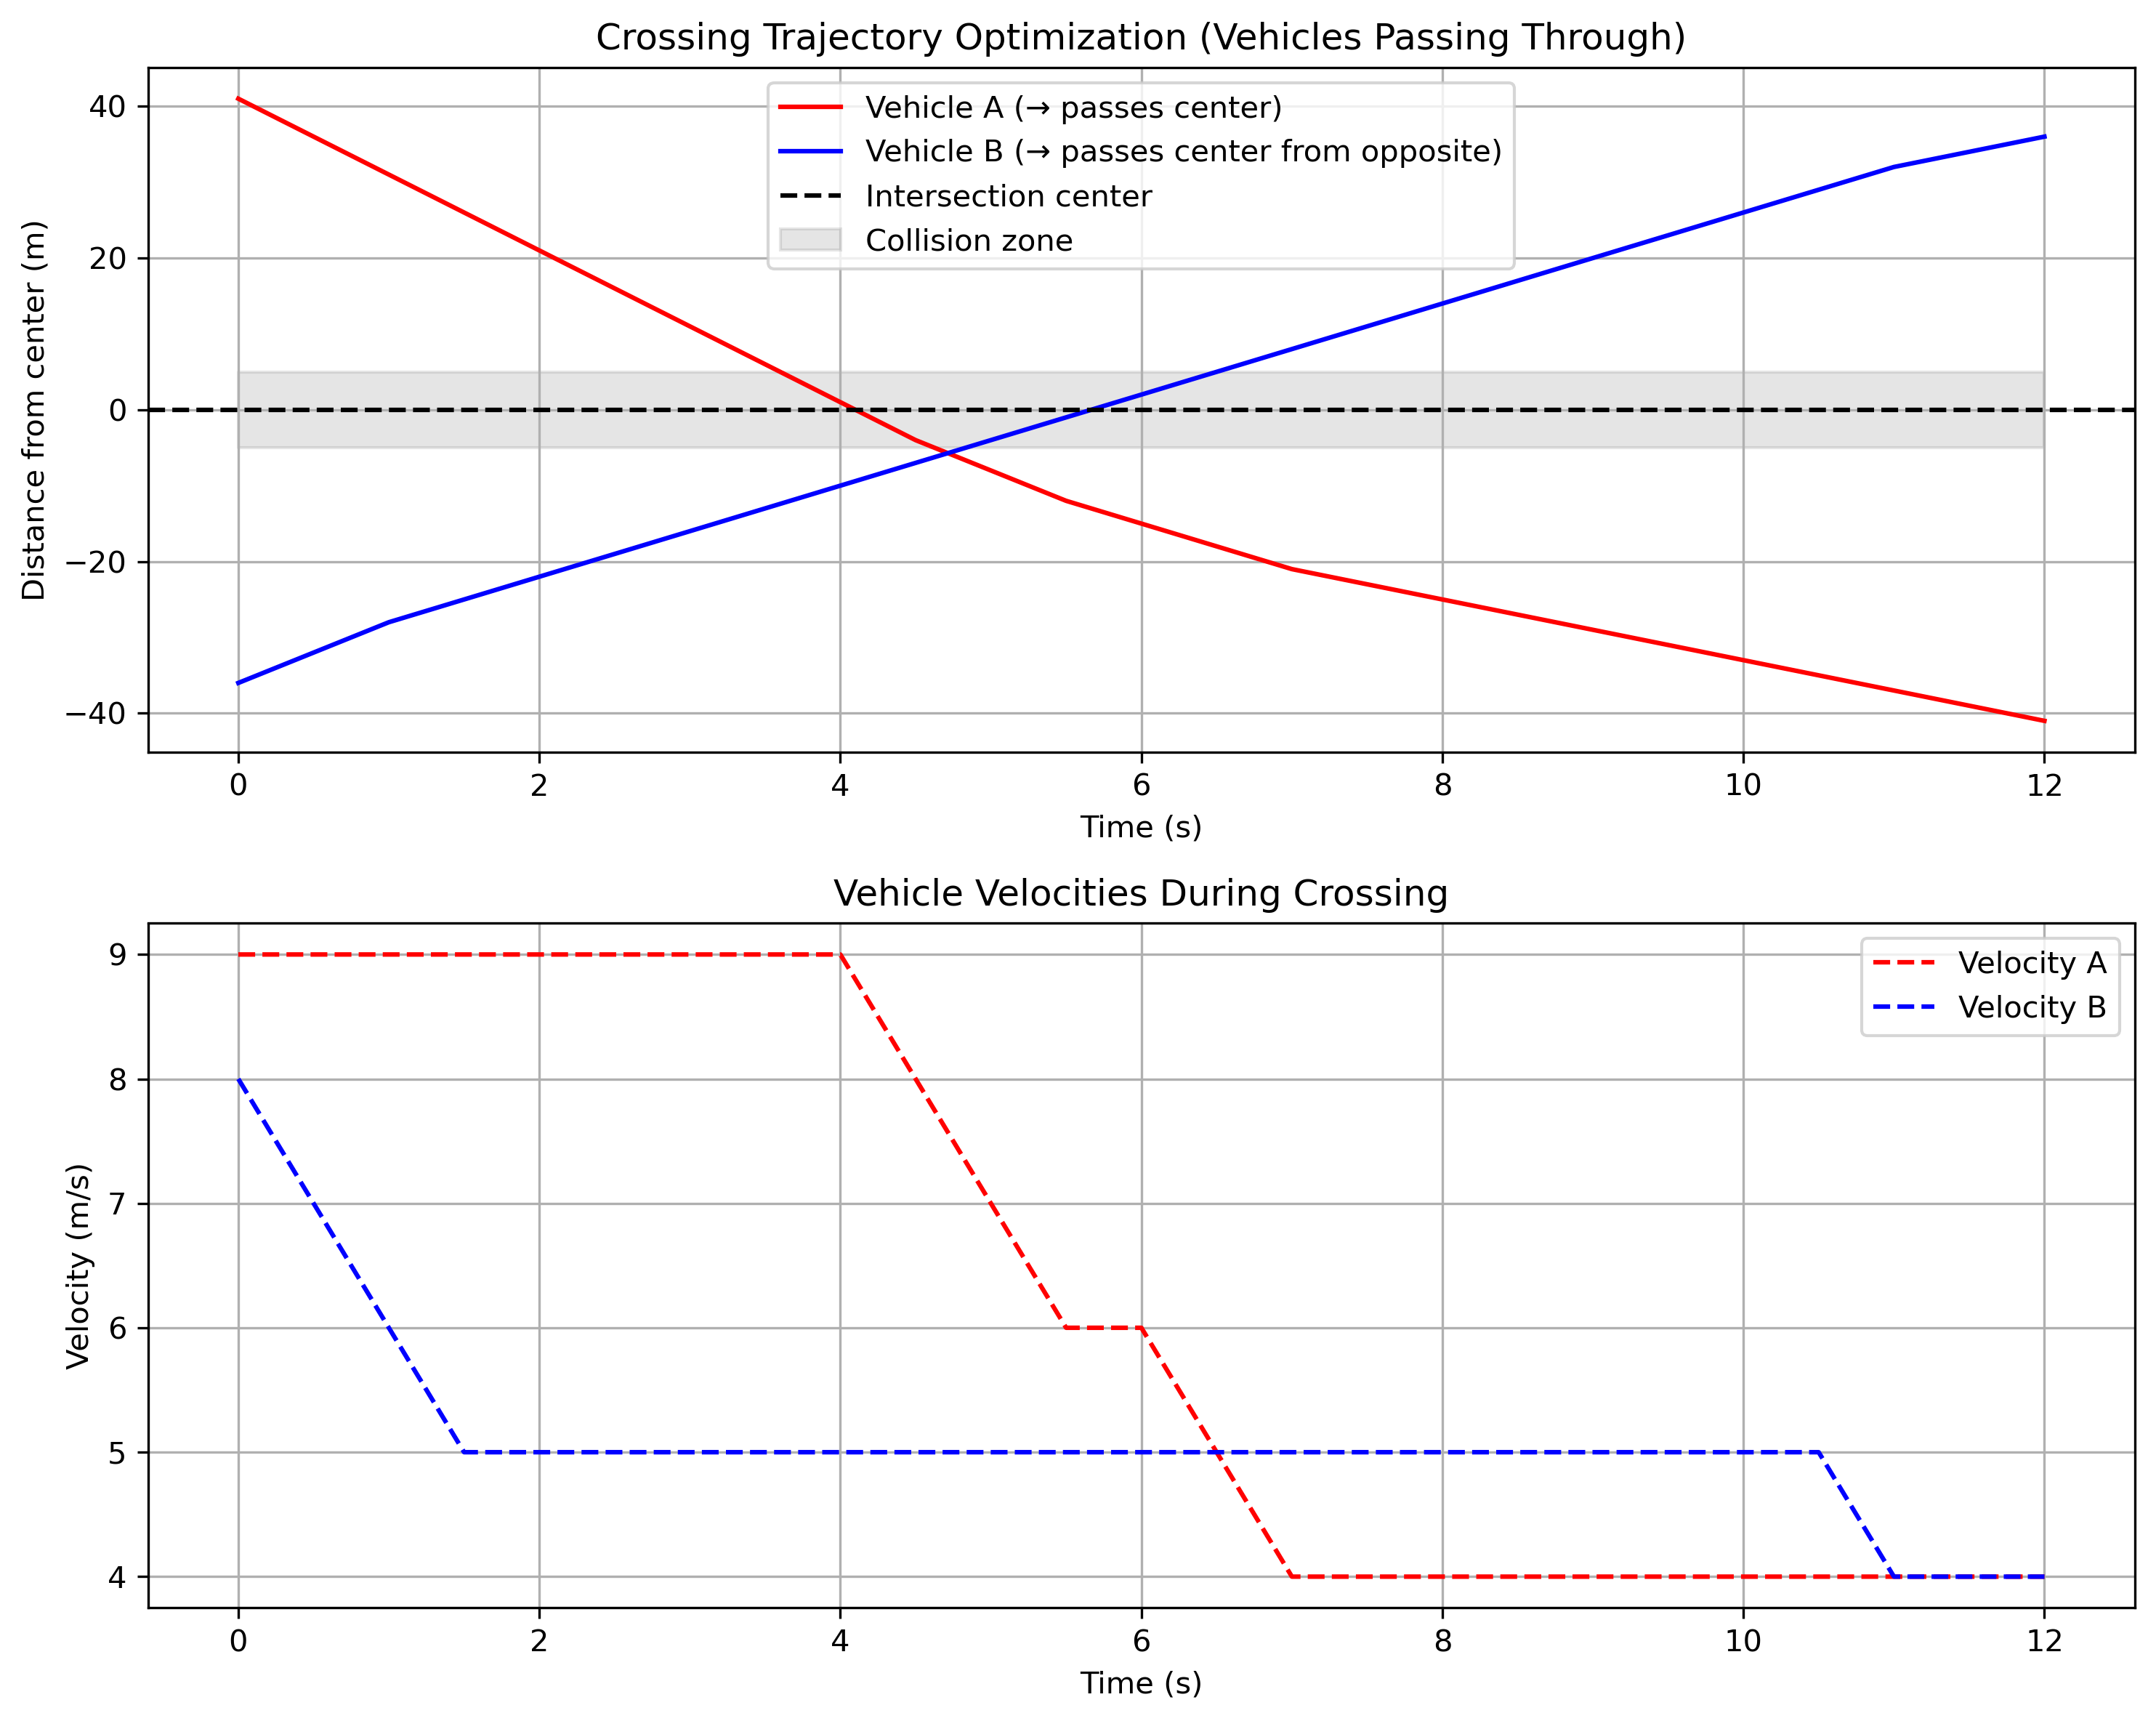 Crossing Trajectory Optimization (Vehicles Passing Through)
Vehicle A (→ passes center)
Vehicle B (→ passes center from opposite)
Intersection center
Collision zone
Distance from center (m)
40
20
0
−20
−40
0 2 4 6 8 10 12
Time (s)
Vehicle Velocities During Crossing
Velocity A
Velocity B
Velocity (m/s)
9
8
7
6
5
4
0 2 4 6 8 10 12
Time (s)